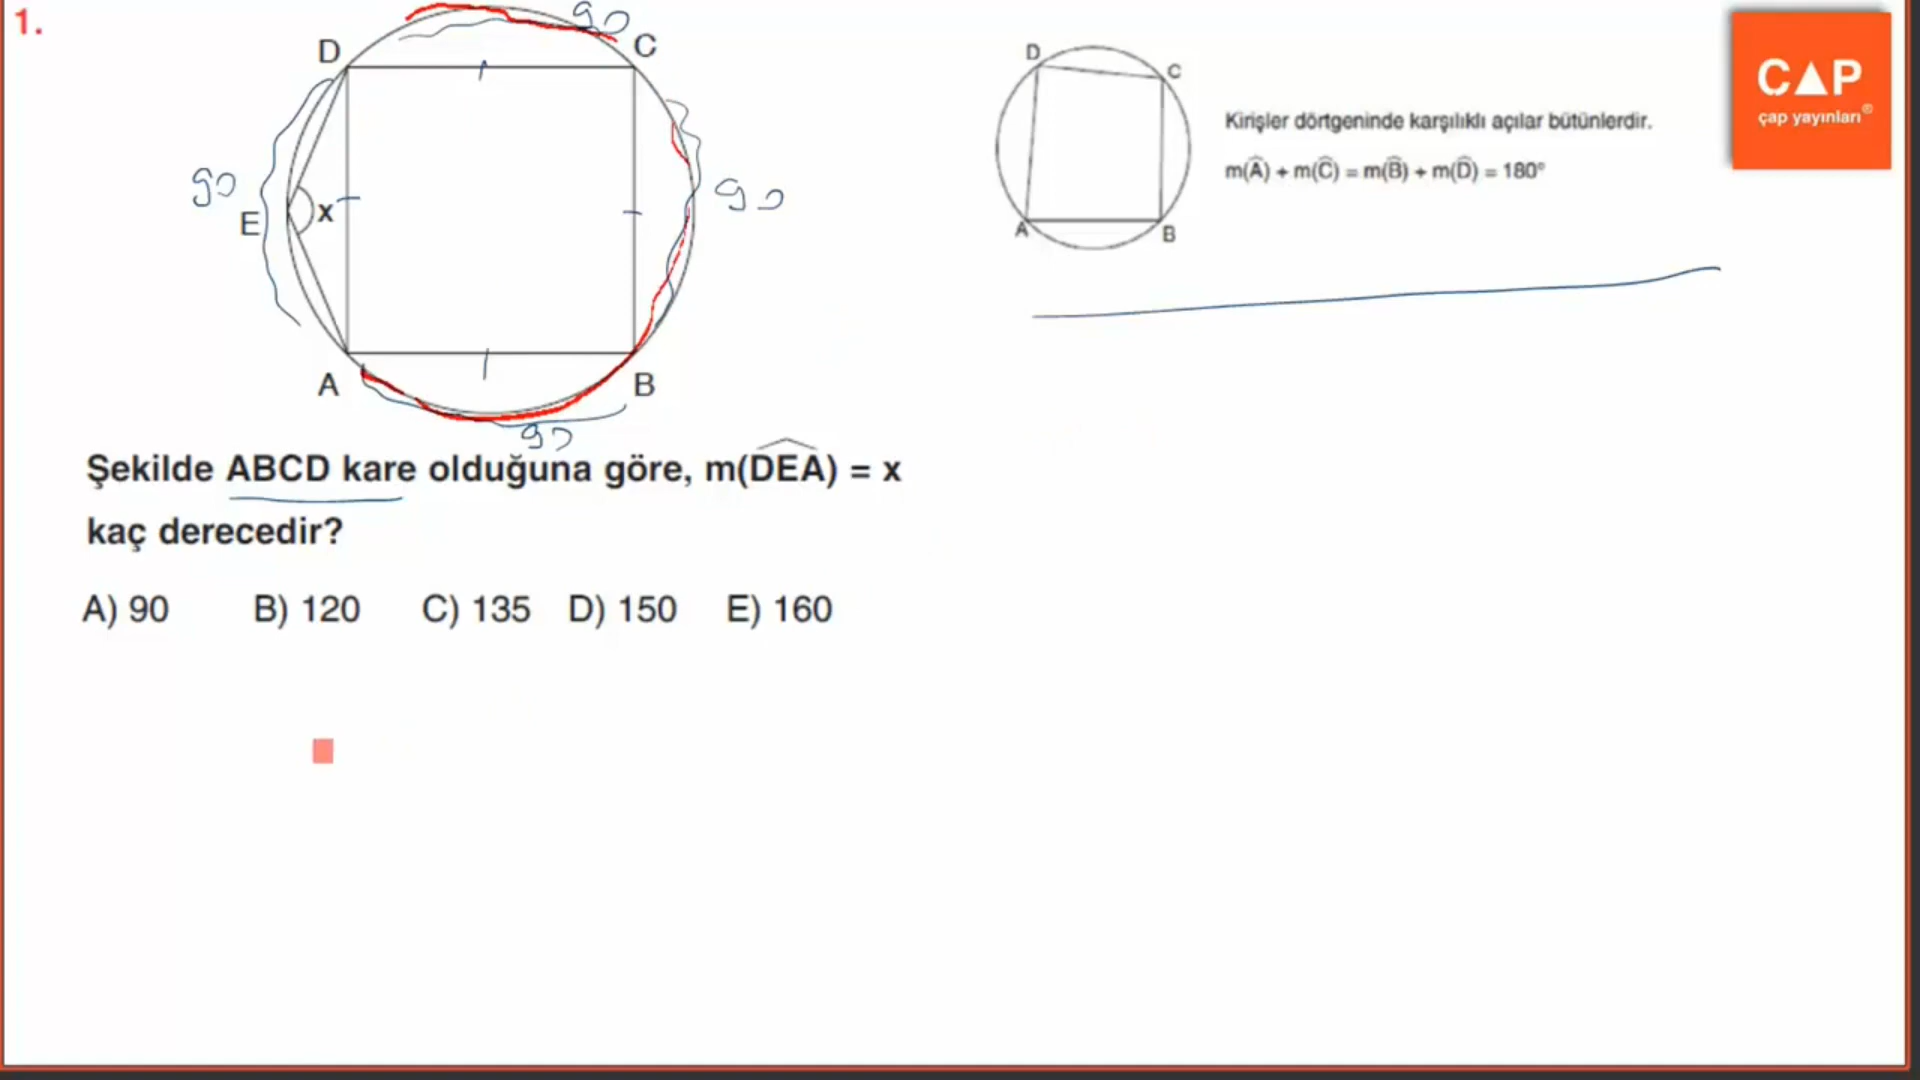 1.
90
D
C
90
E
x
90
A
B
90
Şekilde ABCD kare olduğuna göre, m(DEA) = x
kaç derecedir?
A) 90 B) 120 C) 135 D) 150 E) 160
D
C
A
B
Kirişler dörtgeninde karşılıklı açılar bütünlerdir.
m(Â) + m(Ĉ) = m(B̂) + m(D̂) = 180°
ÇAP
çap yayınları®